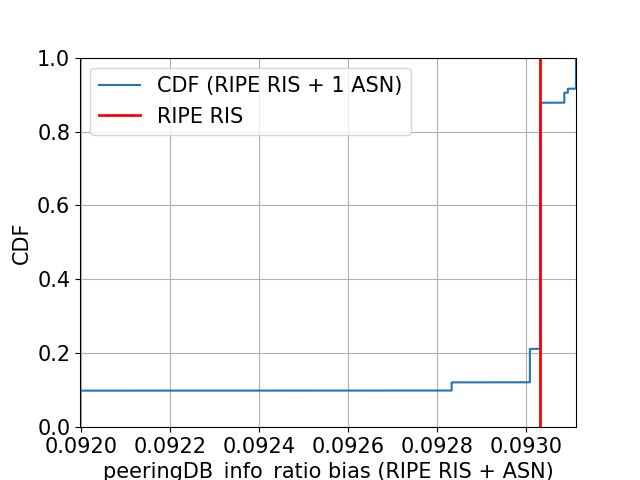 CDF (RIPE RIS + 1 ASN)
RIPE RIS
1.0
0.8
0.6
0.4
0.2
0.0
CDF
0.0920 0.0922 0.0924 0.0926 0.0928 0.0930
peeringDB_info_ratio bias (RIPE RIS + ASN)